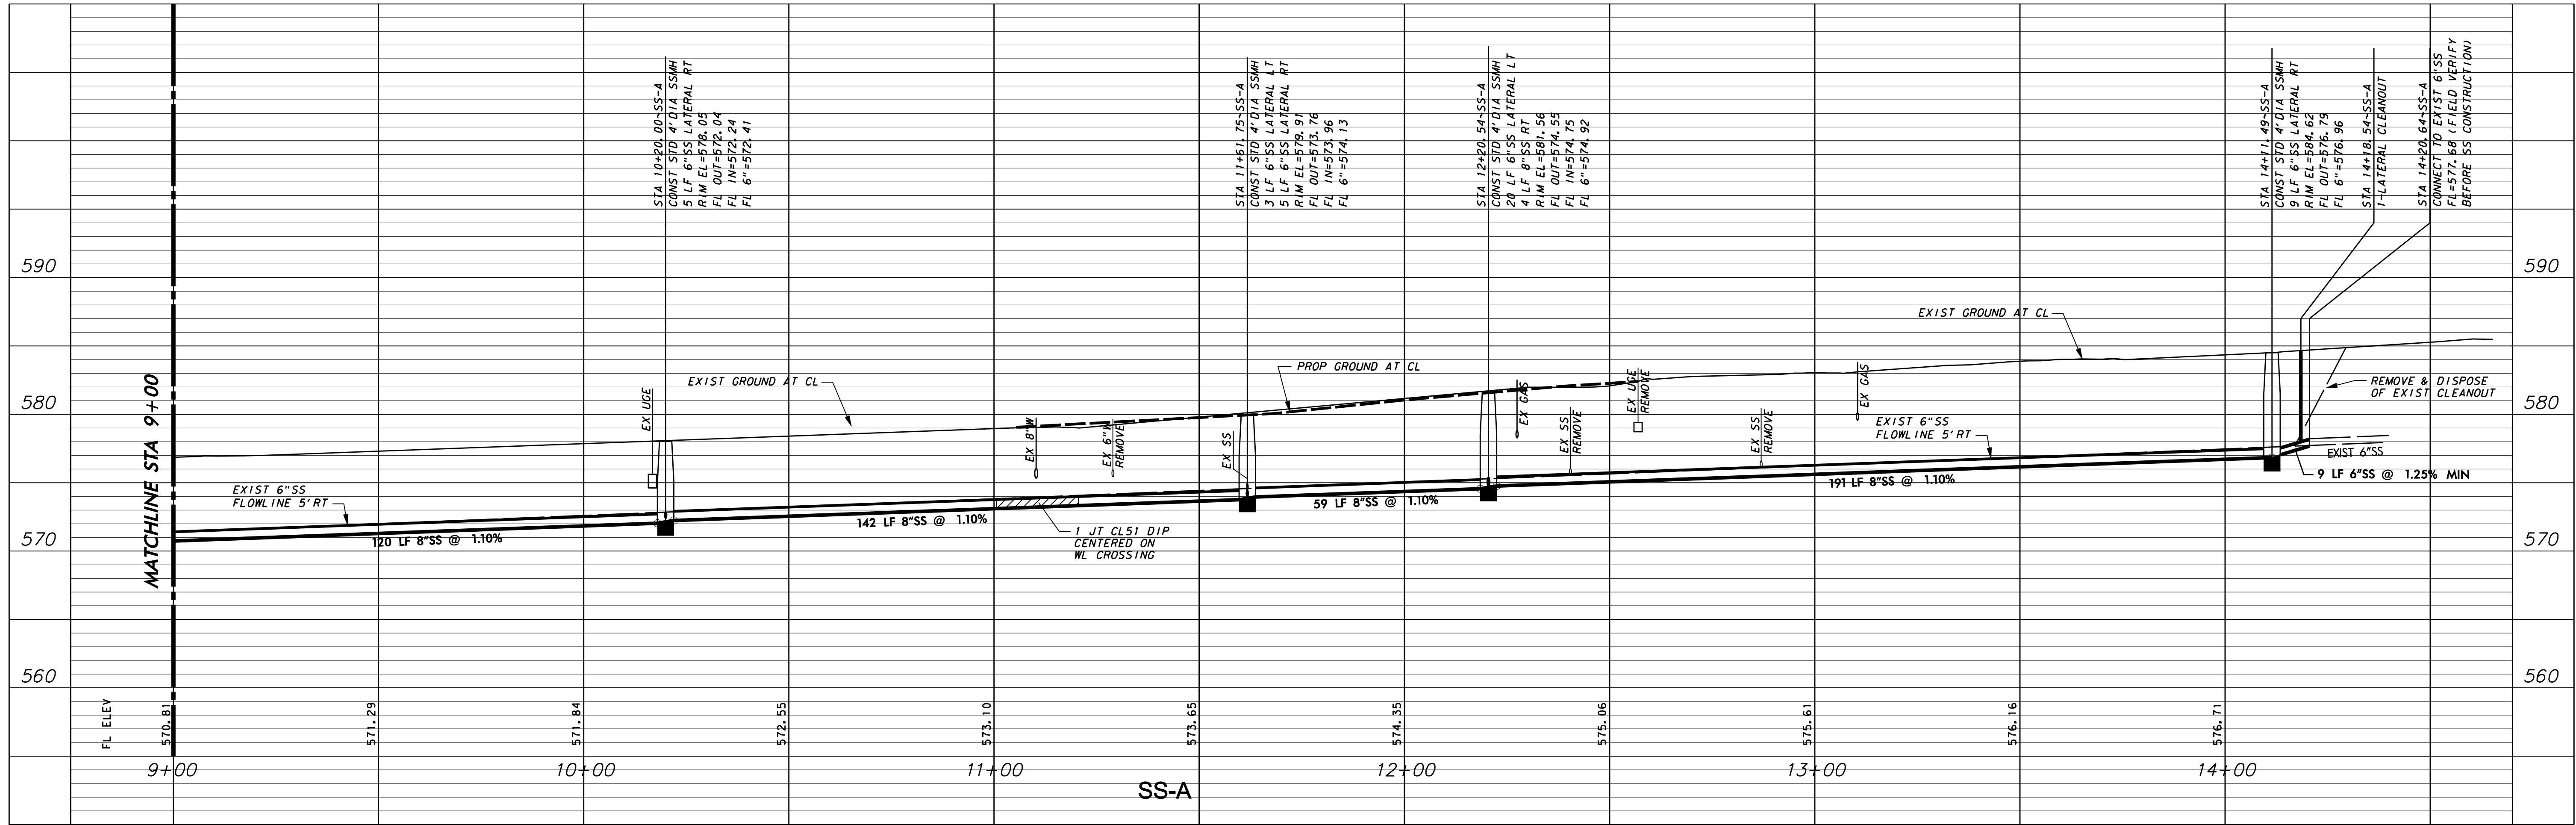 STA 10+20.00~SS-A
CONST STD 4'DIA SSMH
5 LF 6"SS LATERAL RT
RIM EL=578.05
FL OUT=572.04
FL IN=572.24
FL 6"=572.41
STA 11+61.75~SS-A
CONST STD 4'DIA SSMH
3 LF 6"SS LATERAL LT
5 LF 6"SS LATERAL RT
RIM EL=579.91
FL OUT=573.76
FL IN=573.96
FL 6"=574.13
STA 12+20.54~SS-A
CONST STD 4'DIA SSMH
20 LF 6"SS LATERAL LT
4 LF 8"SS RT
RIM EL=581.56
FL OUT=574.55
FL IN=574.75
FL 6"=574.92
STA 14+11.49~SS-A
CONST STD 4'DIA SSMH
9 LF 6"SS LATERAL RT
RIM EL=584.62
FL OUT=576.79
FL 6"=576.96
STA 14+18.54~SS-A
1-LATERAL CLEANOUT
STA 14+20.64~SS-A
CONNECT TO EXIST 6"SS
FL=577.68 (FIELD VERIFY
BEFORE SS CONSTRUCTION)
590
590
EXIST GROUND AT CL
PROP GROUND AT CL
EXIST GROUND AT CL
MATCHLINE STA 9+00
EX UGE
EX 8"W
EX 6"W
REMOVE
EX SS
EX GAS
EX SS
REMOVE
EX UGE
REMOVE
EX SS
REMOVE
EX GAS
REMOVE & DISPOSE
OF EXIST CLEANOUT
580
580
EXIST 6"SS
FLOWLINE 5'RT
EXIST 6"SS
9 LF 6"SS @ 1.25% MIN
EXIST 6"SS
FLOWLINE 5'RT
120 LF 8"SS @ 1.10%
142 LF 8"SS @ 1.10%
59 LF 8"SS @ 1.10%
191 LF 8"SS @ 1.10%
1 JT CL51 DIP
CENTERED ON
WL CROSSING
570
570
560
560
FL ELEV
570.81
571.29
571.84
572.55
573.10
573.65
574.35
575.06
575.61
576.16
576.71
9+00
10+00
11+00
12+00
13+00
14+00
SS-A